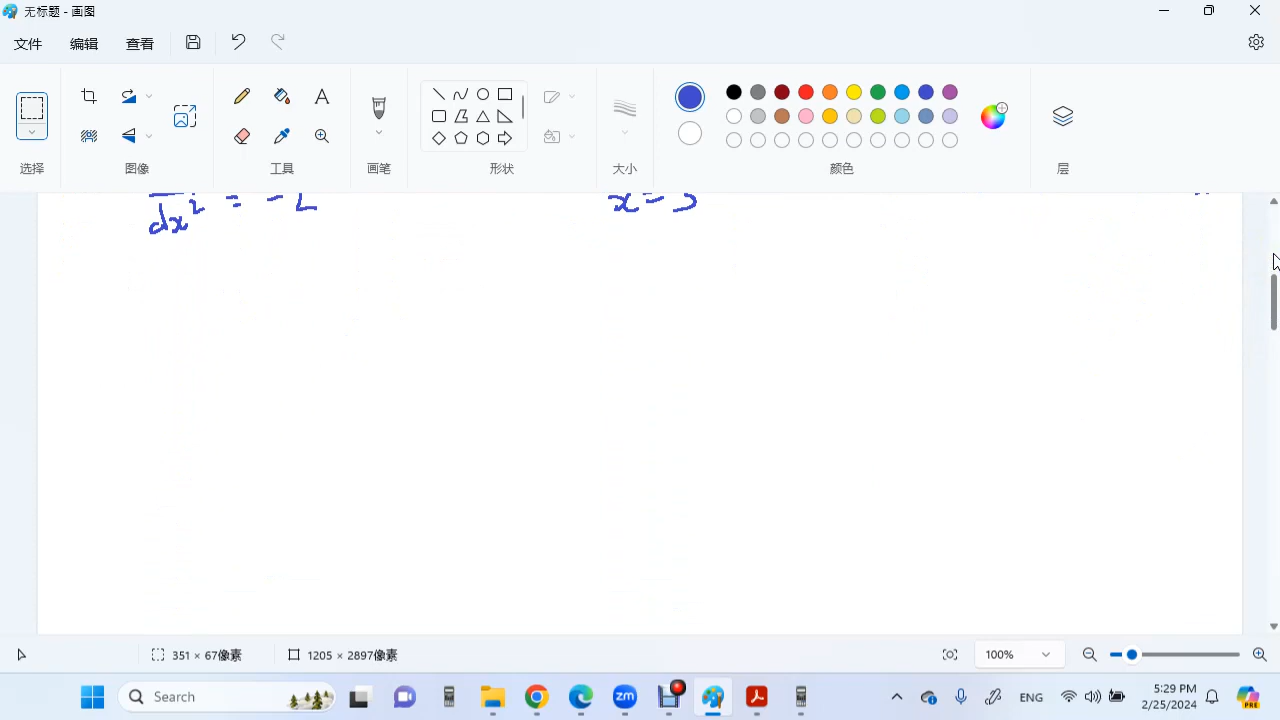 无标题 - 画图
文件 编辑 查看
选择 图像 工具 画笔 形状 大小 颜色 层
dx² = -2 x = 3
351 × 67像素 1205 × 2897像素 100%
Search zm ENG 5:29 PM PRE
2/25/2024